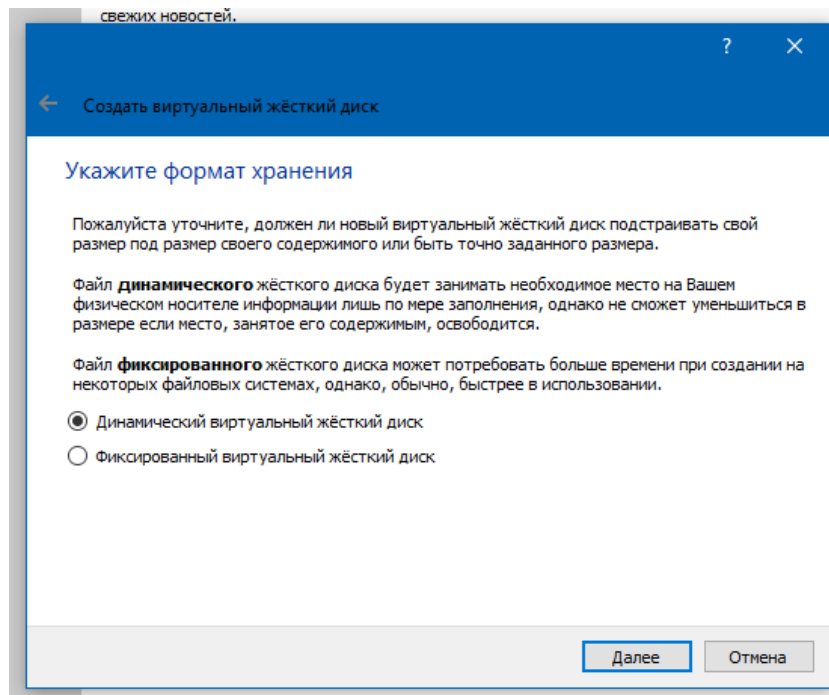 свежих новостей.
?
Создать виртуальный жёсткий диск
Укажите формат хранения
Пожалуйста уточните, должен ли новый виртуальный жёсткий диск подстраивать свой
размер под размер своего содержимого или быть точно заданного размера.
Файл динамического жёсткого диска будет занимать необходимое место на Вашем
физическом носителе информации лишь по мере заполнения, однако не сможет уменьшиться в
размере если место, занятое его содержимым, освободится.
Файл фиксированного жёсткого диска может потребовать больше времени при создании на
некоторых файловых системах, однако, обычно, быстрее в использовании.
Динамический виртуальный жёсткий диск
Фиксированный виртуальный жёсткий диск
Далее
Отмена